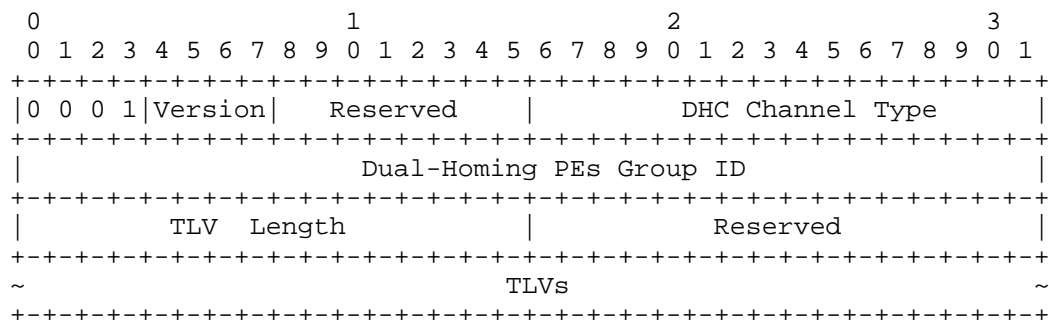 0                   1                   2                   3
 0 1 2 3 4 5 6 7 8 9 0 1 2 3 4 5 6 7 8 9 0 1 2 3 4 5 6 7 8 9 0 1
+-+-+-+-+-+-+-+-+-+-+-+-+-+-+-+-+-+-+-+-+-+-+-+-+-+-+-+-+-+-+-+-+
|0 0 0 1|Version|   Reserved    |         DHC Channel Type      |
+-+-+-+-+-+-+-+-+-+-+-+-+-+-+-+-+-+-+-+-+-+-+-+-+-+-+-+-+-+-+-+-+
|                     Dual-Homing PEs Group ID                  |
+-+-+-+-+-+-+-+-+-+-+-+-+-+-+-+-+-+-+-+-+-+-+-+-+-+-+-+-+-+-+-+-+
|         TLV  Length           |           Reserved            |
+-+-+-+-+-+-+-+-+-+-+-+-+-+-+-+-+-+-+-+-+-+-+-+-+-+-+-+-+-+-+-+-+
~                              TLVs                             ~
+-+-+-+-+-+-+-+-+-+-+-+-+-+-+-+-+-+-+-+-+-+-+-+-+-+-+-+-+-+-+-+-+